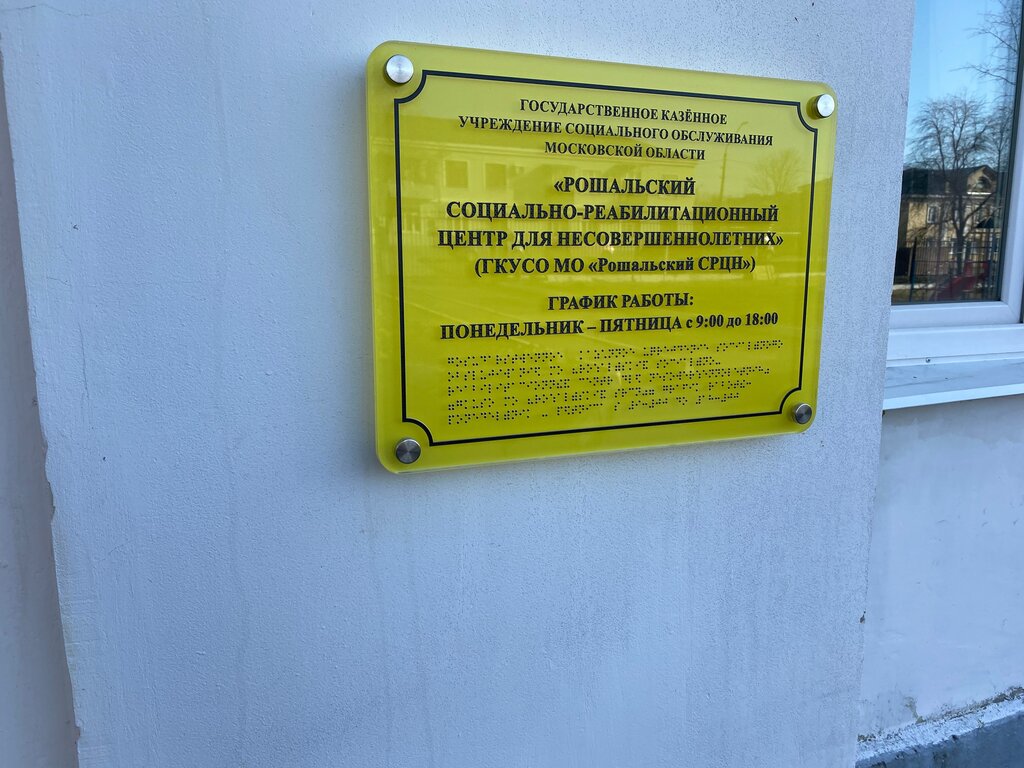 ГОСУДАРСТВЕННОЕ КАЗЁННОЕ
УЧРЕЖДЕНИЕ СОЦИАЛЬНОГО ОБСЛУЖИВАНИЯ
МОСКОВСКОЙ ОБЛАСТИ
«РОШАЛЬСКИЙ
СОЦИАЛЬНО-РЕАБИЛИТАЦИОННЫЙ
ЦЕНТР ДЛЯ НЕСОВЕРШЕННОЛЕТНИХ»
(ГКУСО МО «Рошальский СРЦН»)
ГРАФИК РАБОТЫ:
ПОНЕДЕЛЬНИК – ПЯТНИЦА с 9:00 до 18:00